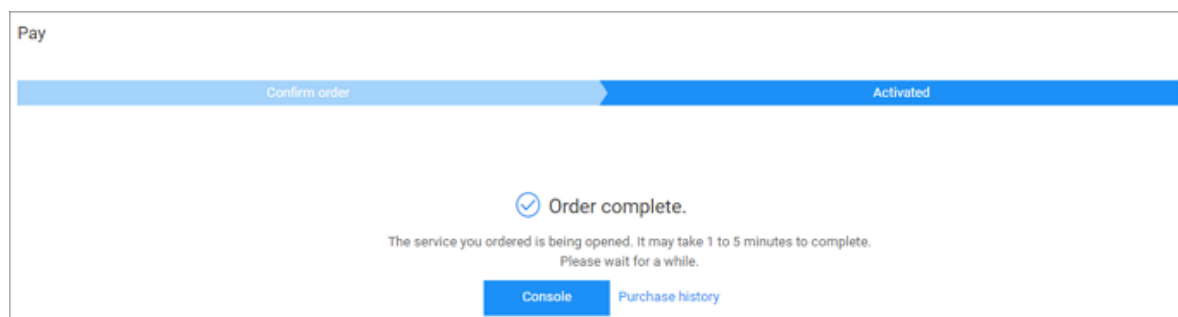 Pay
Confirm order
Activated
Order complete.
The service you ordered is being opened. It may take 1 to 5 minutes to complete.
Please wait for a while.
Console
Purchase history